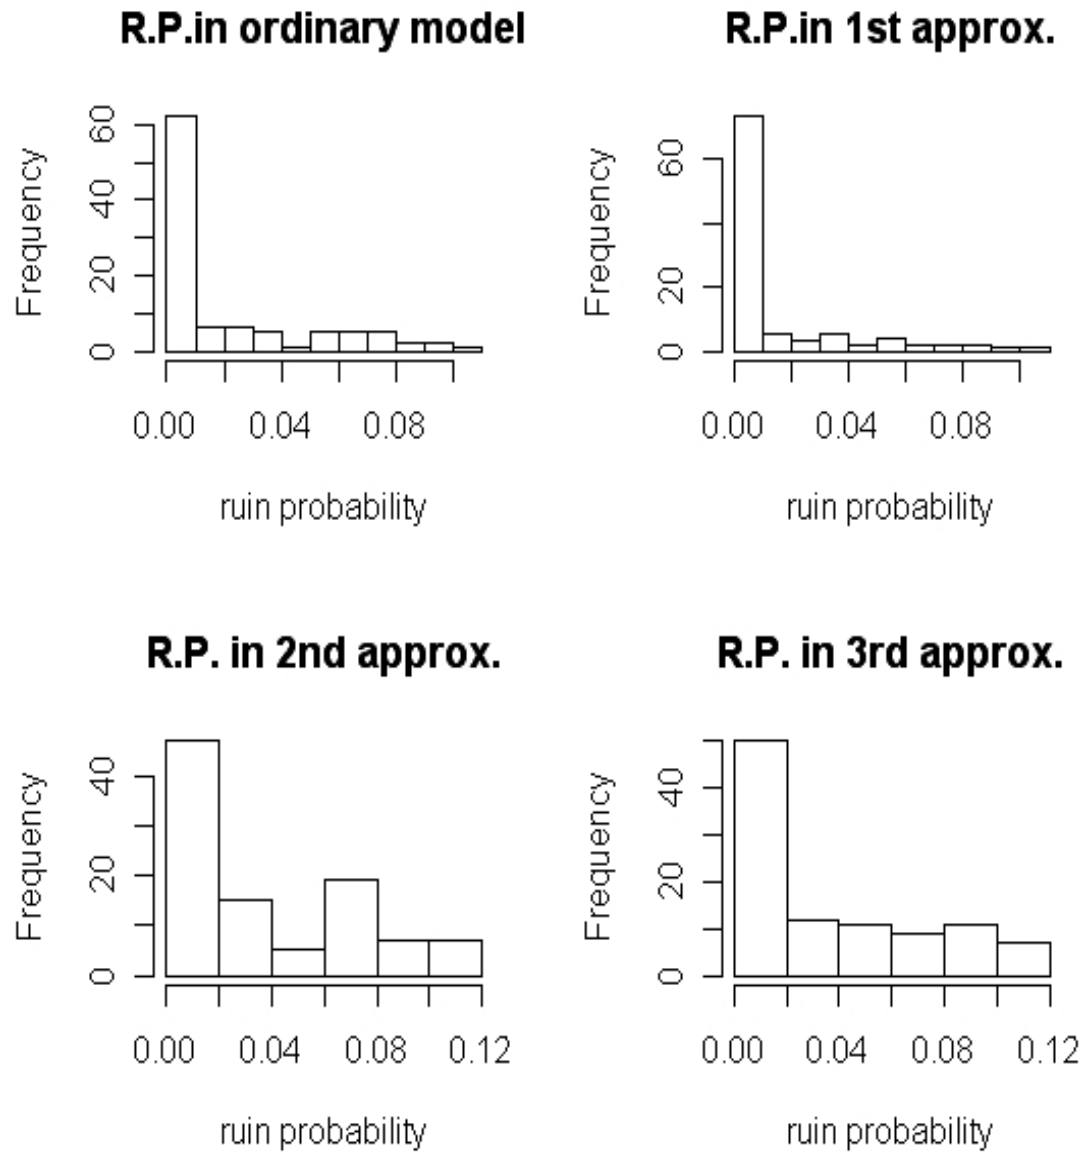 R.P.in ordinary model
Frequency
0 20 40 60
0.00 0.04 0.08
ruin probability
R.P.in 1st approx.
Frequency
0 20 60
0.00 0.04 0.08
ruin probability
R.P. in 2nd approx.
Frequency
0 20 40
0.00 0.04 0.08 0.12
ruin probability
R.P. in 3rd approx.
Frequency
0 20 40
0.00 0.04 0.08 0.12
ruin probability